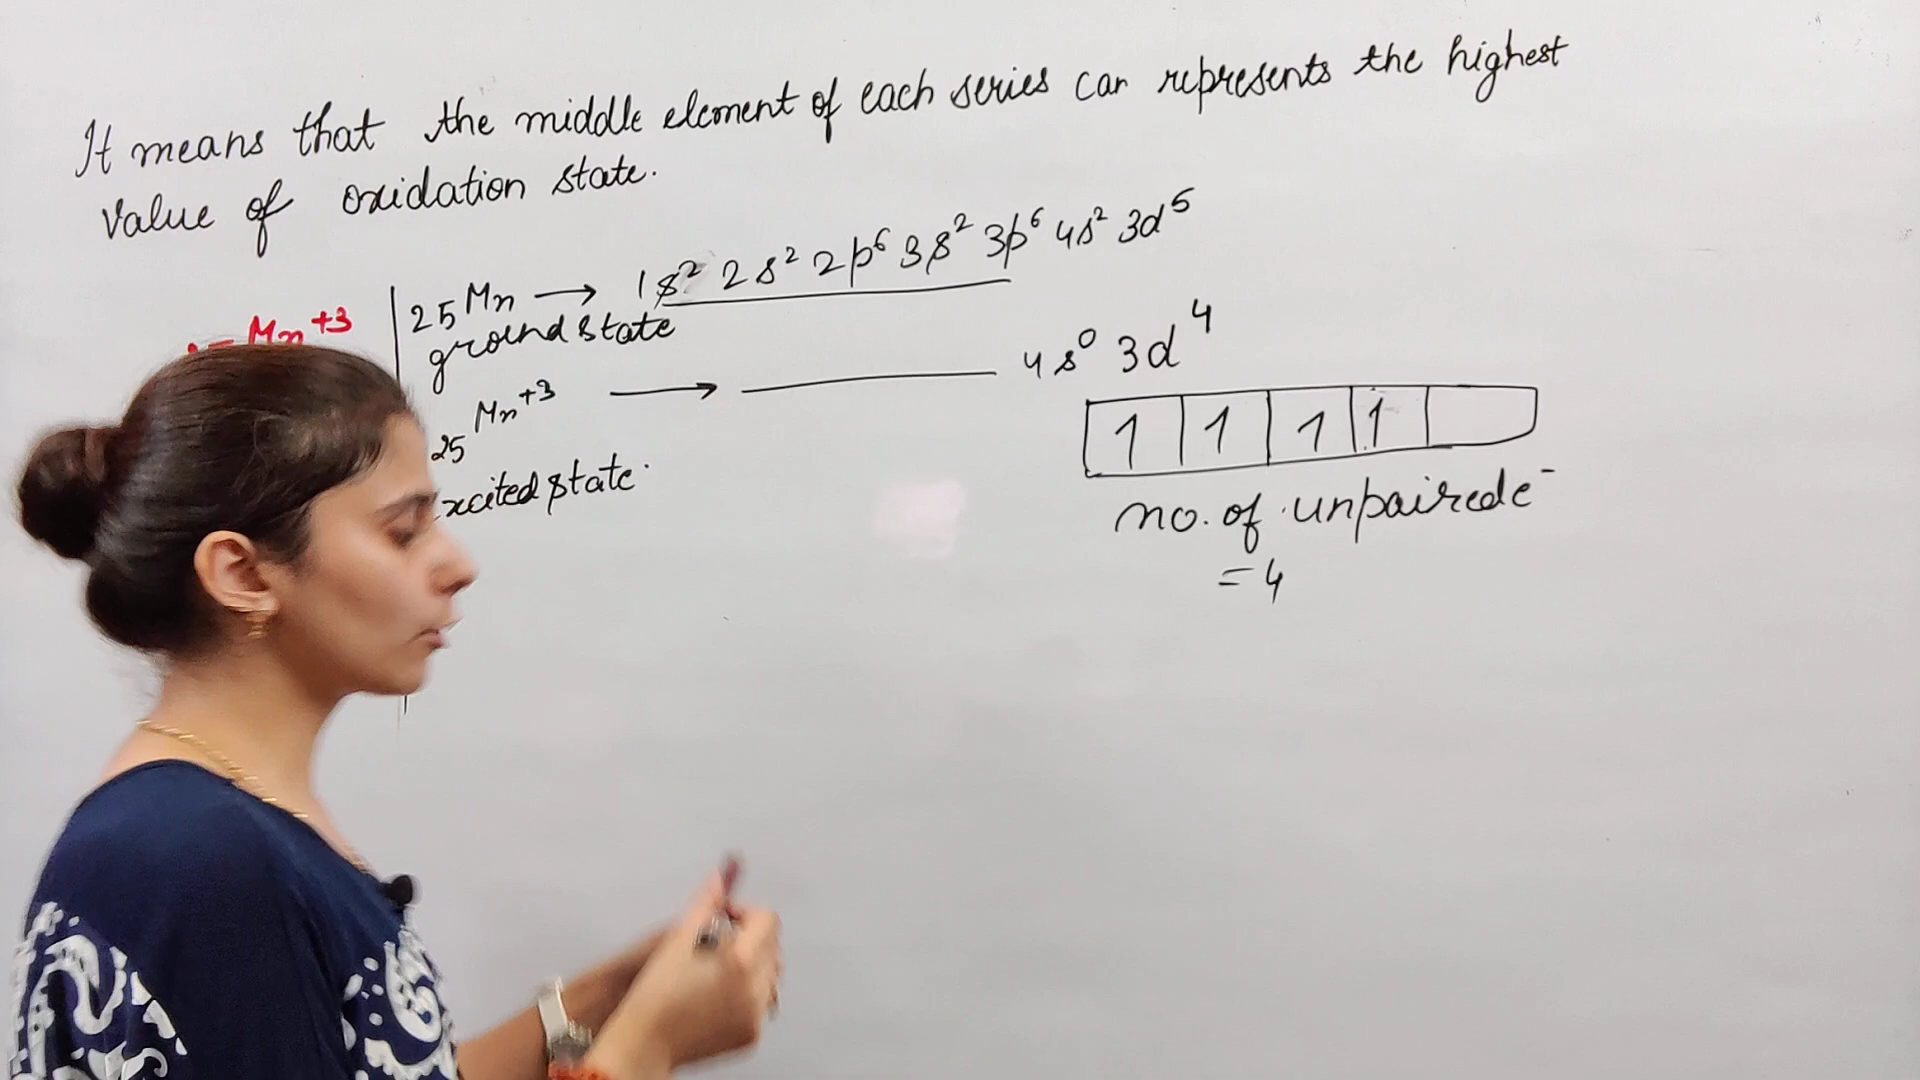 It means that the middle element of each series can represents the highest
value of oxidation state.
Mn+3
25Mn → 1s² 2s² 2p⁶ 3s² 3p⁶ 4s² 3d⁵
ground state
25Mn+3 → 4s⁰ 3d⁴
xcited state.
1 1 1 1
no. of unpaired e-
= 4